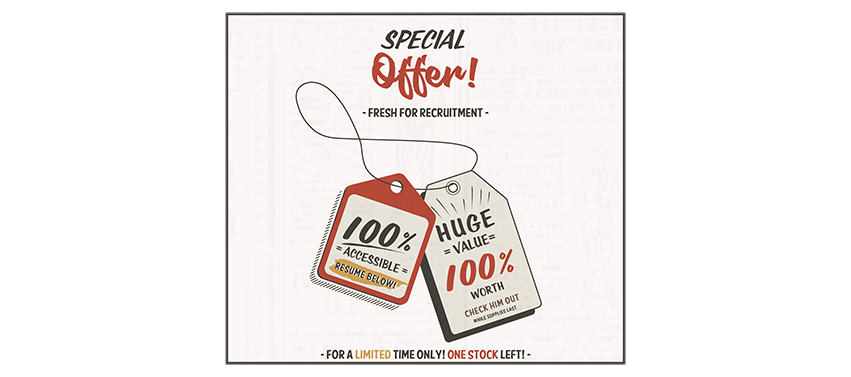 SPECIAL
Offer!
- FRESH FOR RECRUITMENT -
100%
= ACCESSIBLE =
RESUME BELOW!
HUGE
= VALUE=
100%
WORTH
CHECK HIM OUT
WHILE SUPPLIES LAST
- FOR A LIMITED TIME ONLY! ONE STOCK LEFT! -